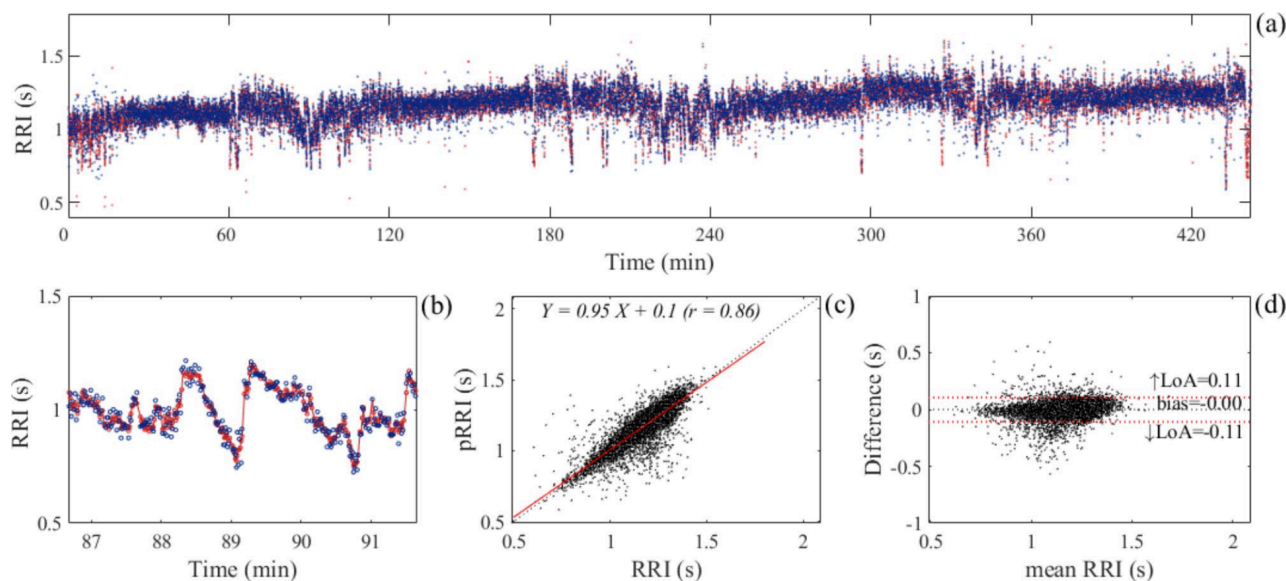 (a)
1.5
1
0.5
RRI (s)
0 60 120 180 240 300 360 420
Time (min)
(b)
1.5
1
0.5
RRI (s)
87 88 89 90 91
Time (min)
(c)
Y = 0.95 X + 0.1 (r = 0.86)
2
1.5
1
0.5
pRRI (s)
0.5 1 1.5 2
RRI (s)
(d)
1
0.5
0
-0.5
-1
Difference (s)
↑LoA=0.11
bias=-0.00
↓LoA=-0.11
0.5 1 1.5 2
mean RRI (s)